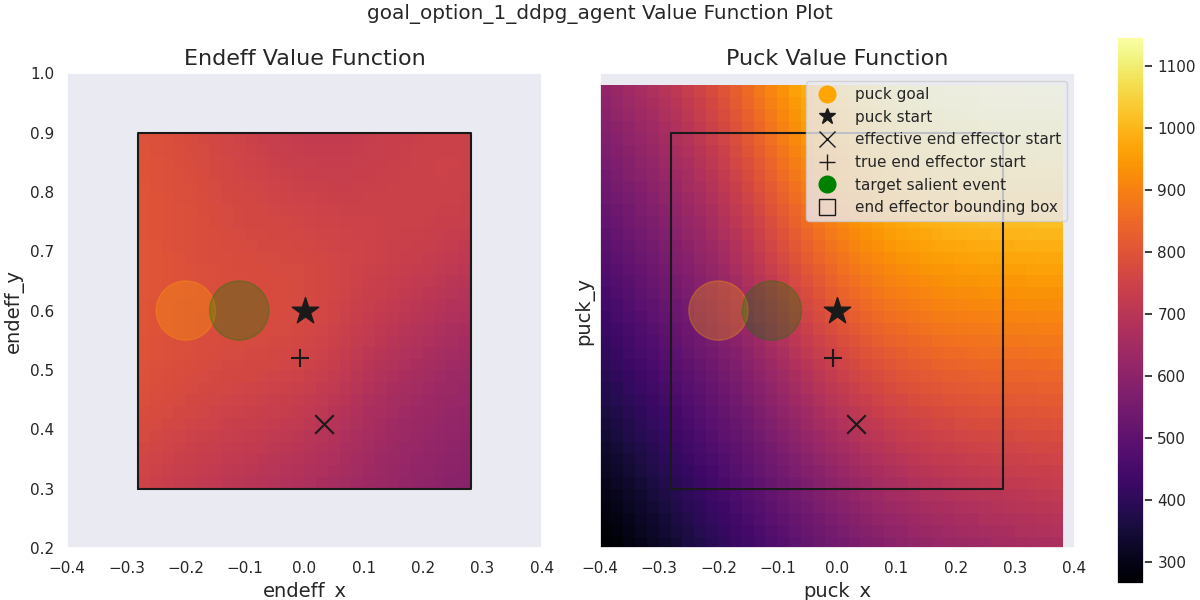 goal_option_1_ddpg_agent Value Function Plot
Endeff Value Function
1.0
0.9
0.8
0.7
0.6
0.5
0.4
0.3
0.2
endeff_y
−0.4 −0.3 −0.2 −0.1 0.0 0.1 0.2 0.3 0.4
endeff_x
Puck Value Function
puck goal
puck start
effective end effector start
true end effector start
target salient event
end effector bounding box
puck_y
−0.4 −0.3 −0.2 −0.1 0.0 0.1 0.2 0.3 0.4
puck_x
1100
1000
900
800
700
600
500
400
300